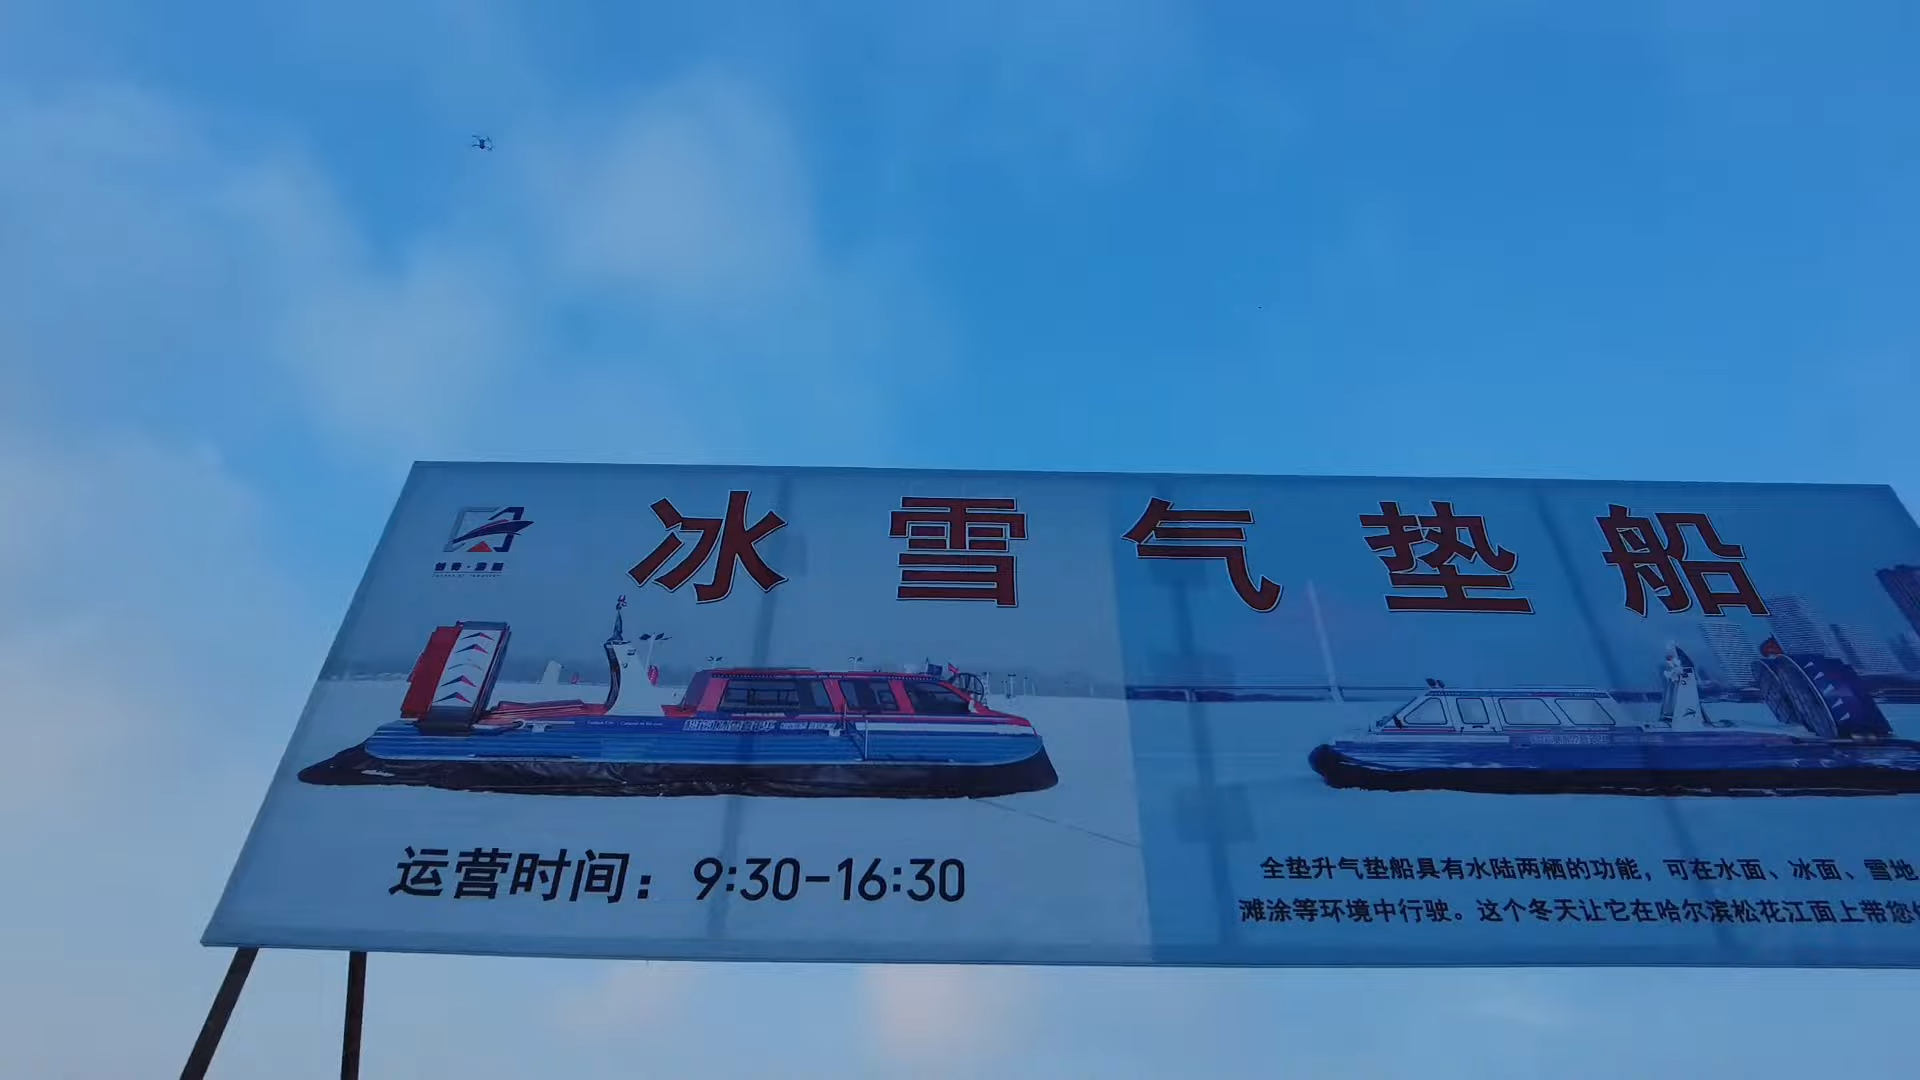 冰雪气垫船
运营时间：9:30-16:30
全垫升气垫船具有水陆两栖的功能，可在水面、冰面、雪地
滩涂等环境中行驶。这个冬天让它在哈尔滨松花江面上带您